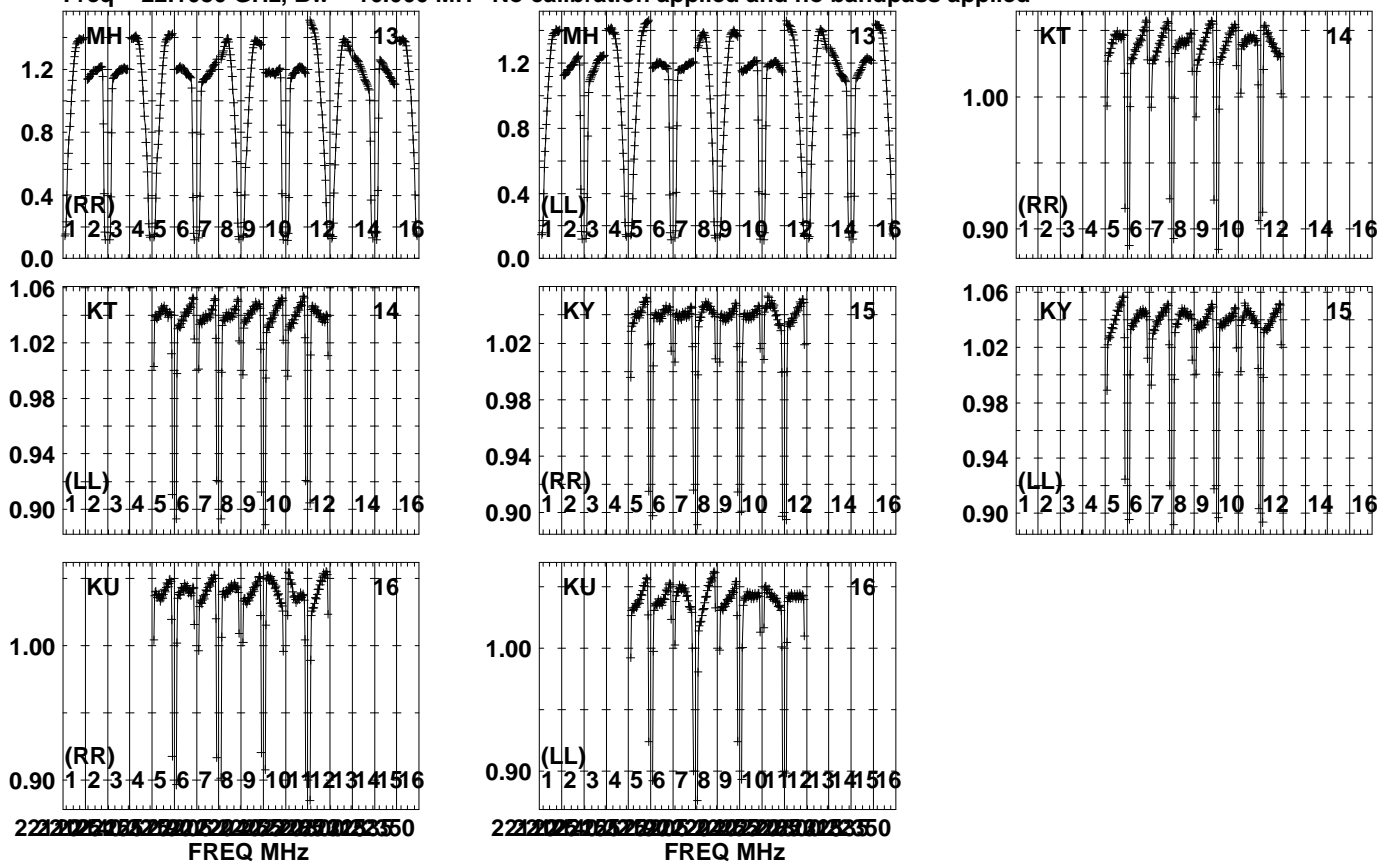 No calibration applied and no bandpass applied
MH 13
1.2
0.8
0.4
0.0
(RR)
1 2 3 4 5 6 7 8 9 10 12 14 16
MH 13
1.6
1.2
0.8
0.4
0.0
(LL)
1 2 3 4 5 6 7 8 9 10 12 14 16
KT 14
1.00
0.90
(RR)
1 2 3 4 5 6 7 8 9 10 12 14 16
KT 14
1.06
1.02
0.98
0.94
0.90
(LL)
1 2 3 4 5 6 7 8 9 10 12 14 16
KY 15
1.02
0.98
0.94
0.90
(RR)
1 2 3 4 5 6 7 8 9 10 12 14 16
KY 15
1.06
1.02
0.98
0.94
0.90
(LL)
1 2 3 4 5 6 7 8 9 10 12 14 16
KU 16
1.00
0.90
(RR)
1 2 3 4 5 6 7 8 9 10 11 12 13 14 15 16
FREQ MHz
KU 16
1.00
0.90
(LL)
1 2 3 4 5 6 7 8 9 10 11 12 13 14 15 16
FREQ MHz